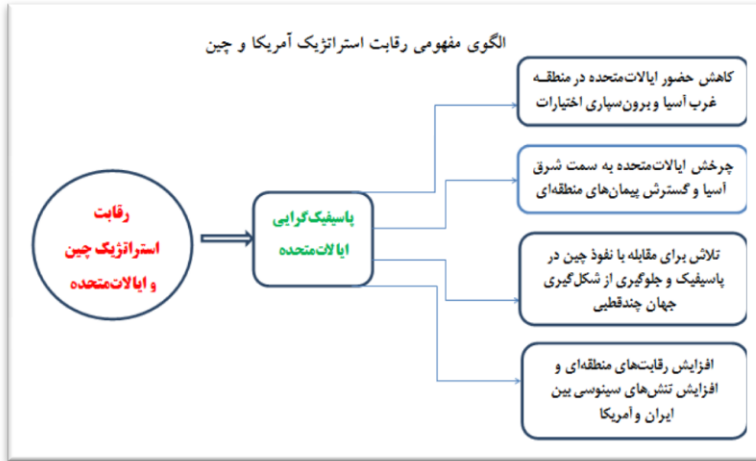 الگوی مفهومی رقابت استراتژیک آمریکا و چین
رقابت
استراتژیک چین
و ایالات‌متحده
پاسیفیک‌گرایی
ایالات‌متحده
کاهش حضور ایالات‌متحده در منطقه
غرب آسیا و برون‌سپاری اختیارات
چرخش ایالات‌متحده به سمت شرق
آسیا و گسترش پیمان‌های منطقه‌ای
تلاش برای مقابله با نفوذ چین در
پاسیفیک و جلوگیری از شکل‌گیری
جهان چندقطبی
افزایش رقابت‌های منطقه‌ای و
افزایش تنش‌های سینوسی بین
ایران و آمریکا